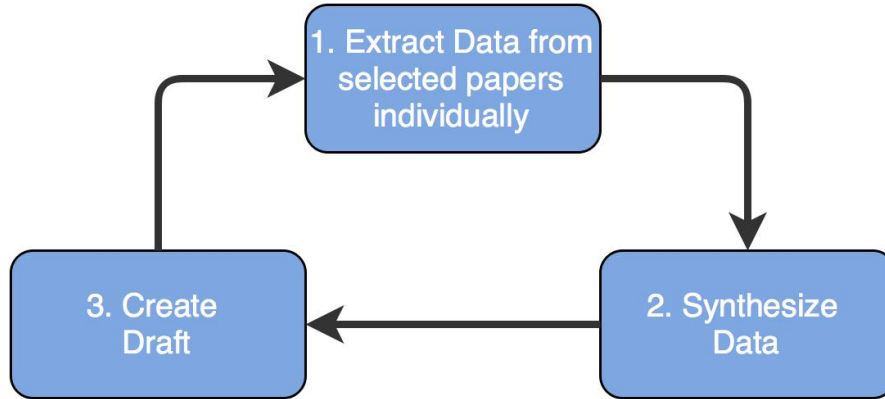 1. Extract Data from
selected papers
individually
2. Synthesize
Data
3. Create
Draft